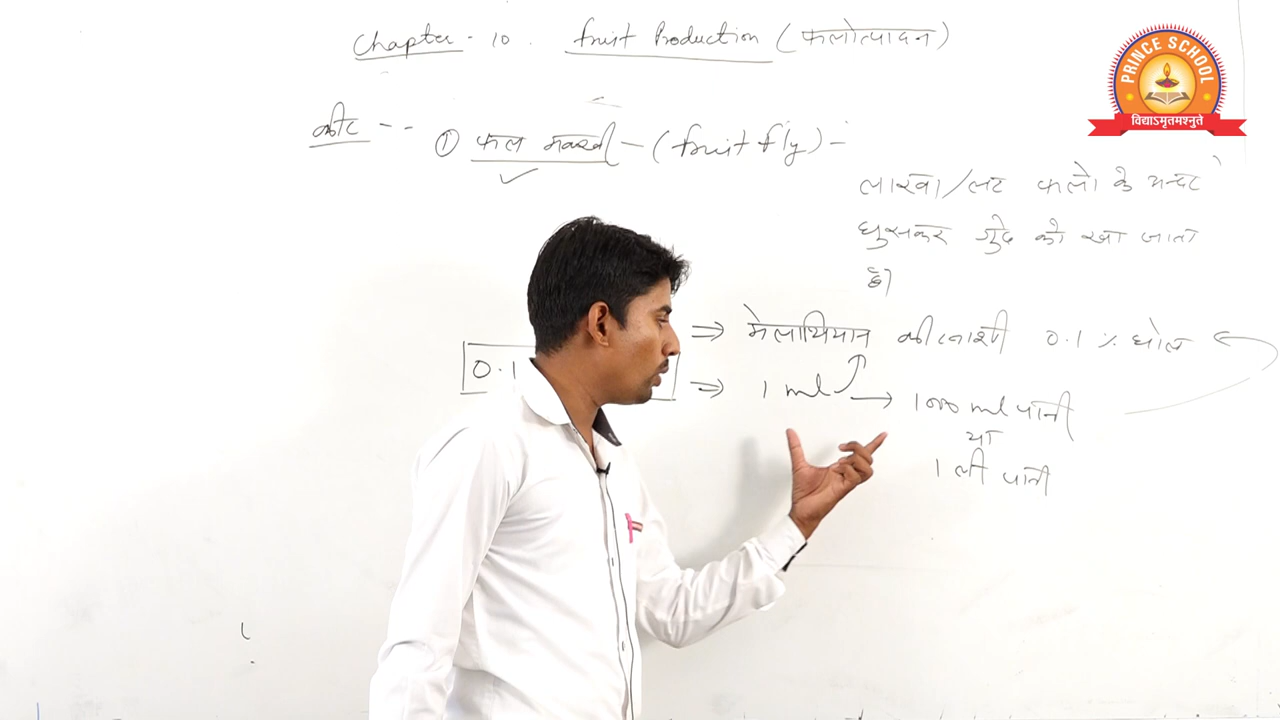 Chapter - 10. Fruit Production (फलोत्पादन)
PRINCE SCHOOL
विद्याऽमृतमश्नुते
कीट - - ① फल मक्खी - (fruit fly) -
लारवा/लट फलो के अन्दर
घुसकर गुदे को खा जाता
है।
⇒ मेलाथियान कीटनाशी 0.1 % घोल
0.1
⇒ 1 ml → 1000 ml पानी
या
1 ली पानी